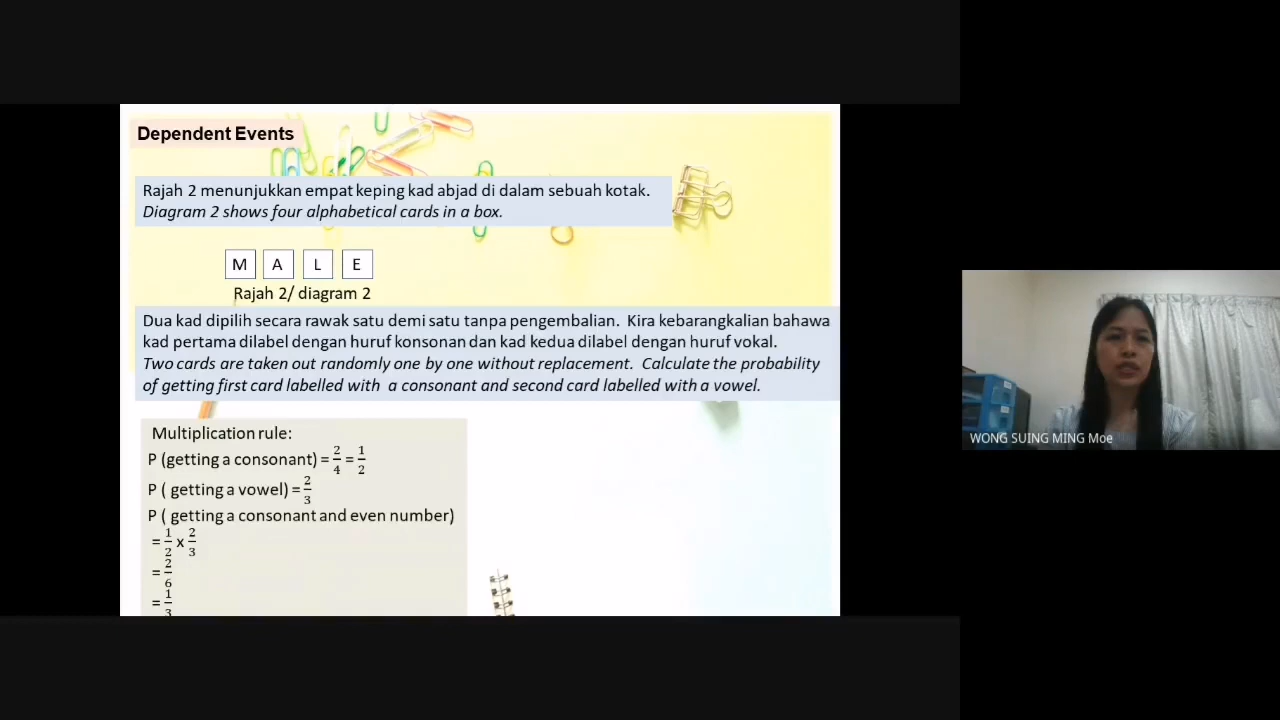 Dependent Events
Rajah 2 menunjukkan empat keping kad abjad di dalam sebuah kotak.
Diagram 2 shows four alphabetical cards in a box.
M A L E
Rajah 2/ diagram 2
Dua kad dipilih secara rawak satu demi satu tanpa pengembalian. Kira kebarangkalian bahawa
kad pertama dilabel dengan huruf konsonan dan kad kedua dilabel dengan huruf vokal.
Two cards are taken out randomly one by one without replacement. Calculate the probability
of getting first card labelled with a consonant and second card labelled with a vowel.
Multiplication rule:
P (getting a consonant) = 2/4 = 1/2
P ( getting a vowel) = 2/3
P ( getting a consonant and even number)
= 1/2 x 2/3
= 2/6
= 1/3
WONG SUING MING Moe